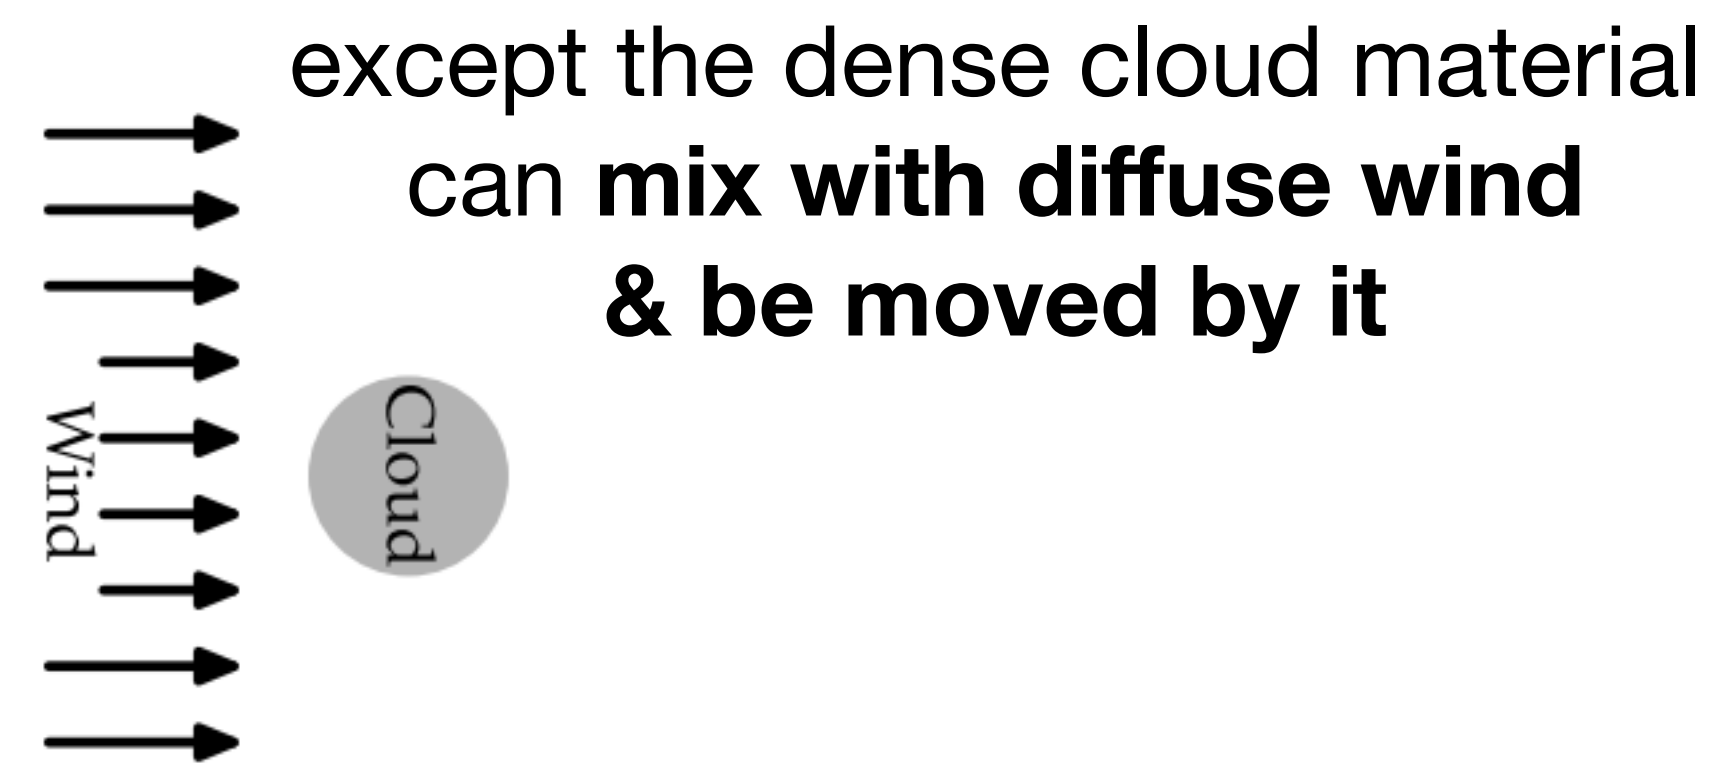 except the dense cloud material
can mix with diffuse wind
& be moved by it
Wind
Cloud